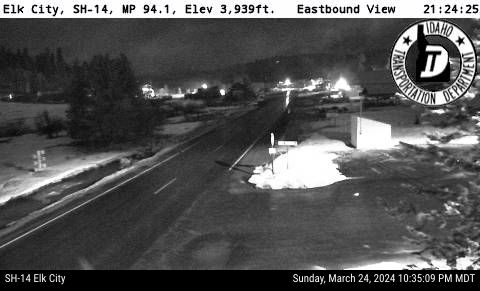 Elk City, SH-14, MP 94.1, Elev 3,939ft. Eastbound View 21:24:25
IDAHO
TRANSPORTATION DEPARTMENT
SH-14 Elk City Sunday, March 24, 2024 10:35:09 PM MDT